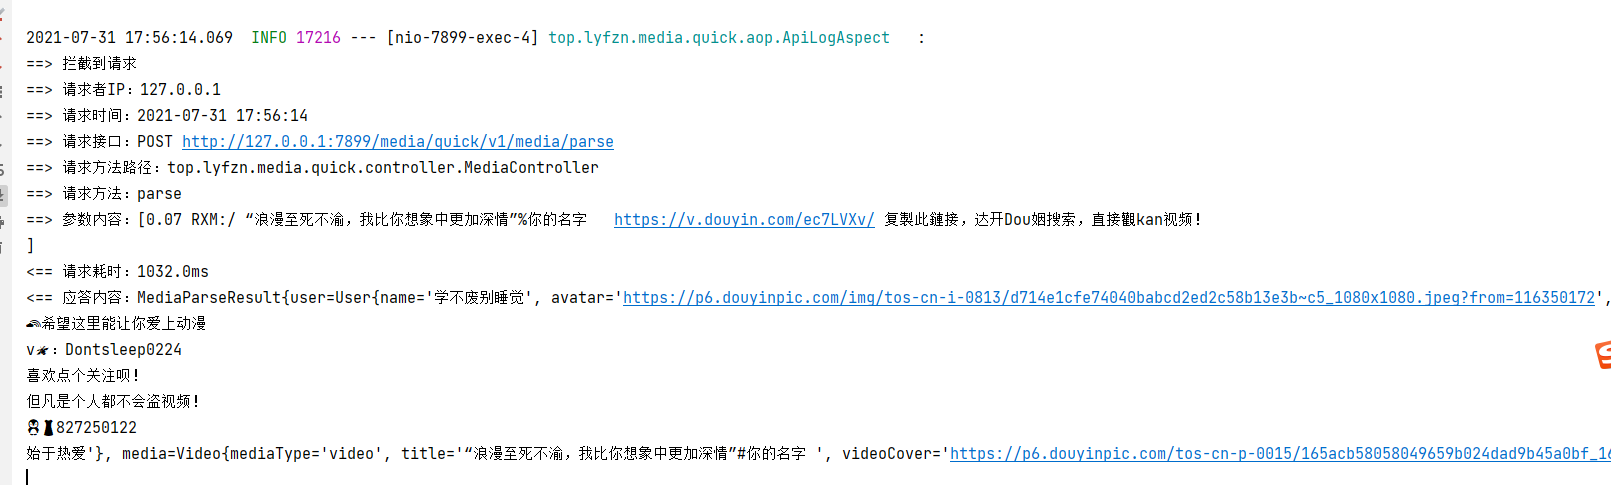 2021-07-31 17:56:14.069  INFO 17216 --- [nio-7899-exec-4] top.lyfzn.media.quick.aop.ApiLogAspect   :
==> 拦截到请求
==> 请求者IP：127.0.0.1
==> 请求时间：2021-07-31 17:56:14
==> 请求接口：POST http://127.0.0.1:7899/media/quick/v1/media/parse
==> 请求方法路径：top.lyfzn.media.quick.controller.MediaController
==> 请求方法：parse
==> 参数内容：[0.07 RXM:/ “浪漫至死不渝，我比你想象中更加深情”%你的名字   https://v.douyin.com/ec7LVXv/ 复製此鏈接，达开Dou姻搜索，直接觀kan视频！
]
<== 请求耗时：1032.0ms
<== 应答内容：MediaParseResult{user=User{name='学不废别睡觉', avatar='https://p6.douyinpic.com/img/tos-cn-i-0813/d714e1cfe74040babcd2ed2c58b13e3b~c5_1080x1080.jpeg?from=116350172',
希望这里能让你爱上动漫
v：Dontsleep0224
喜欢点个关注呗！
但凡是个人都不会盗视频！
827250122
始于热爱'}, media=Video{mediaType='video', title='“浪漫至死不渝，我比你想象中更加深情”#你的名字 ', videoCover='https://p6.douyinpic.com/tos-cn-p-0015/165acb58058049659b024dad9b45a0bf_16